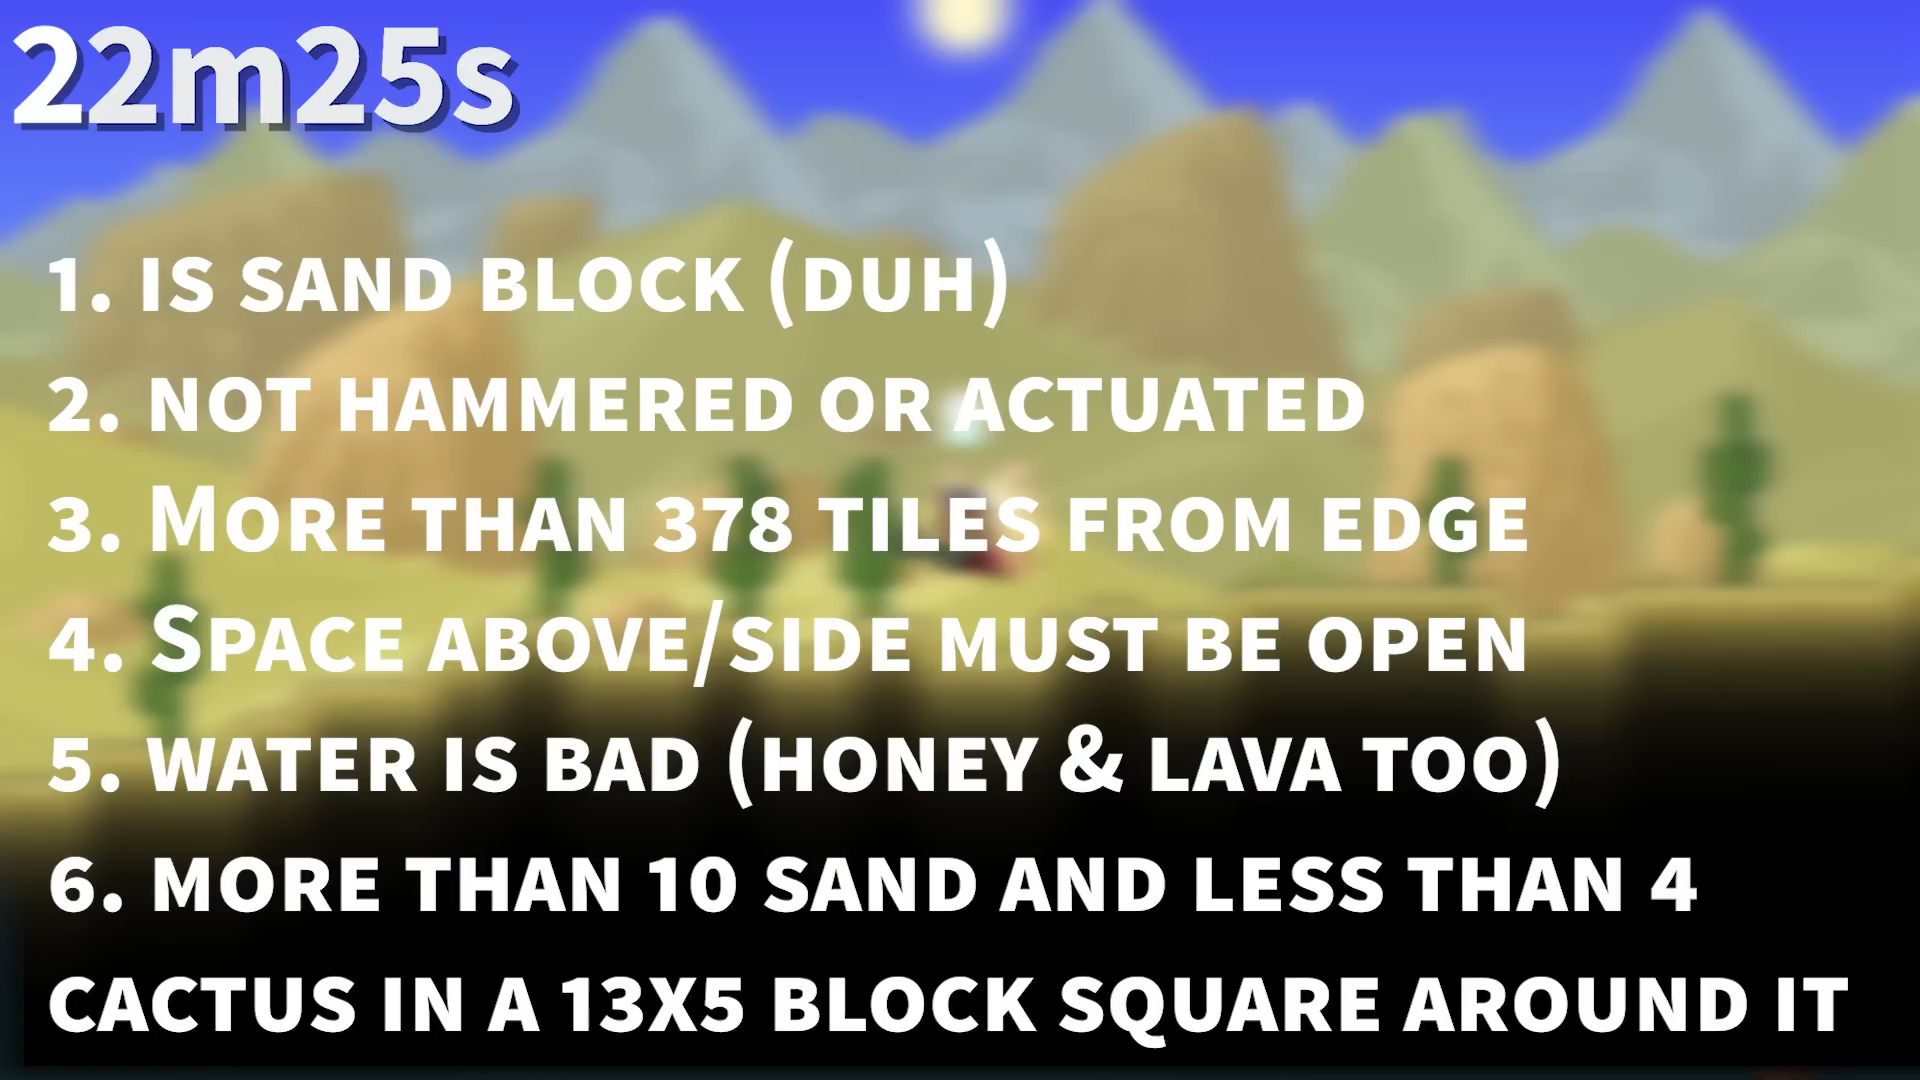 22m25s
1. IS SAND BLOCK (DUH)
2. NOT HAMMERED OR ACTUATED
3. MORE THAN 378 TILES FROM EDGE
4. SPACE ABOVE/SIDE MUST BE OPEN
5. WATER IS BAD (HONEY & LAVA TOO)
6. MORE THAN 10 SAND AND LESS THAN 4
CACTUS IN A 13X5 BLOCK SQUARE AROUND IT